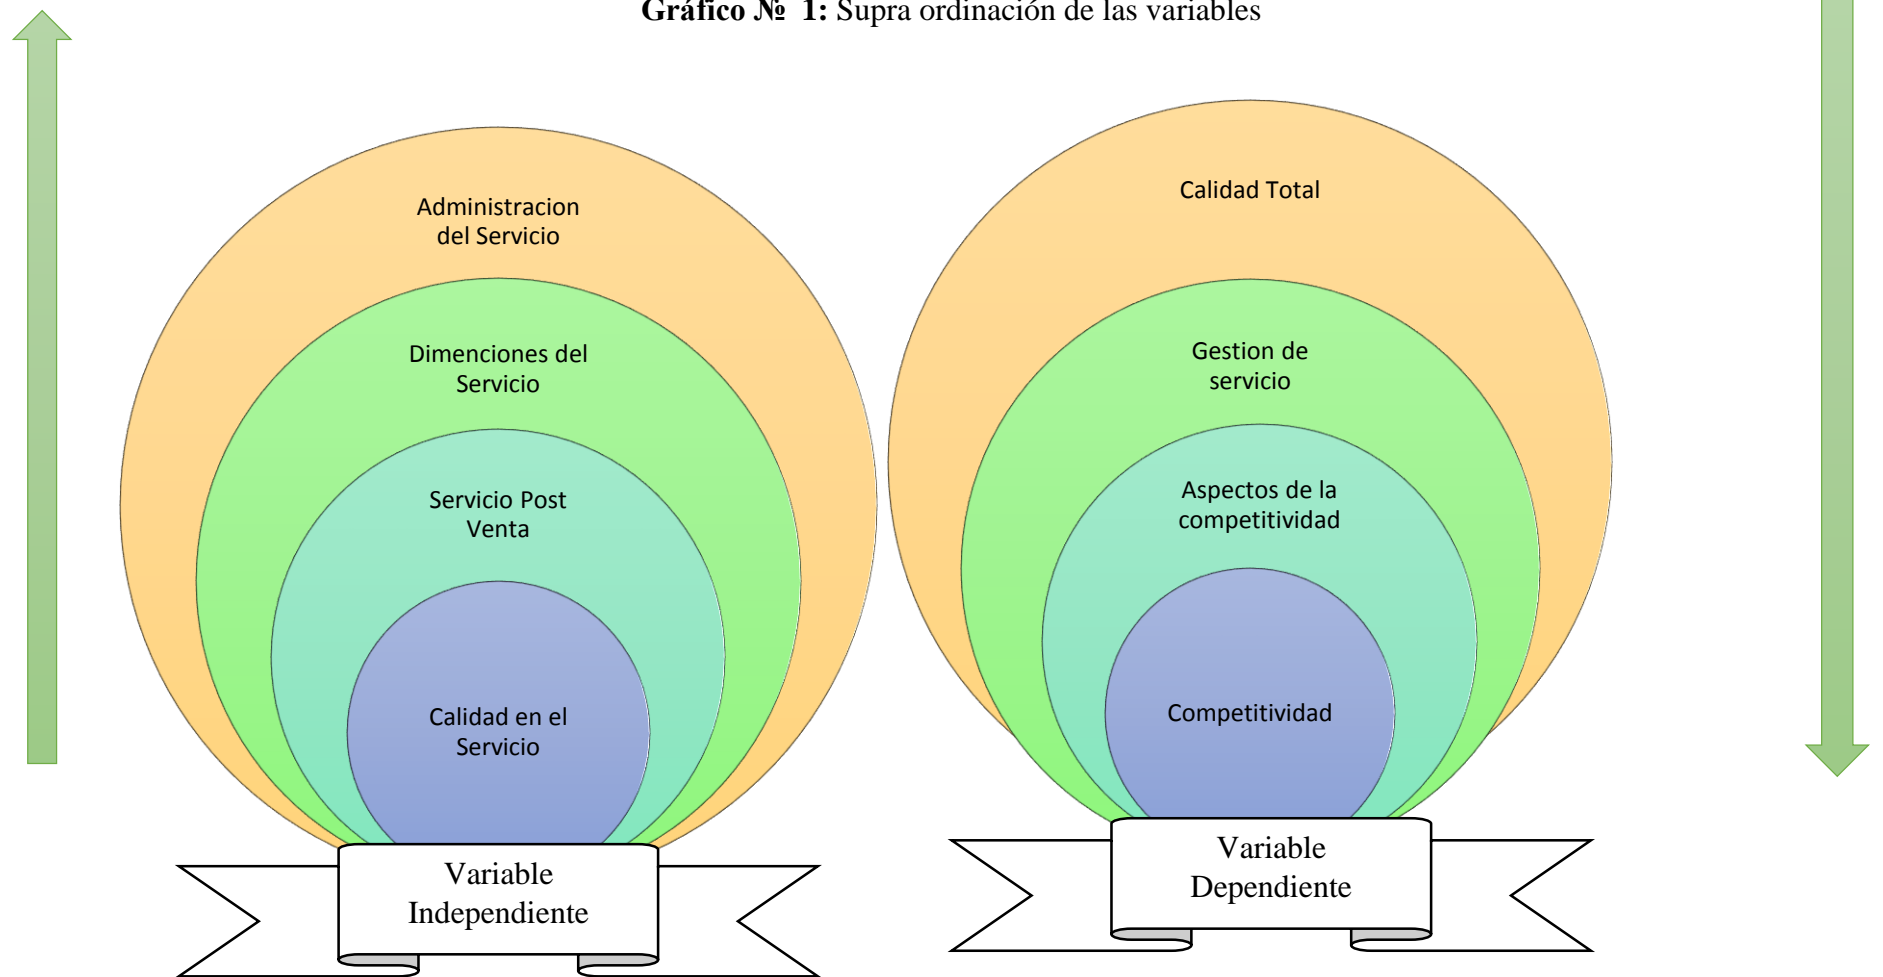 Gráfico № 1: Supra ordinación de las variables
Administracion
del Servicio
Dimenciones del
Servicio
Servicio Post
Venta
Calidad en el
Servicio
Variable
Independiente
Calidad Total
Gestion de
servicio
Aspectos de la
competitividad
Competitividad
Variable
Dependiente